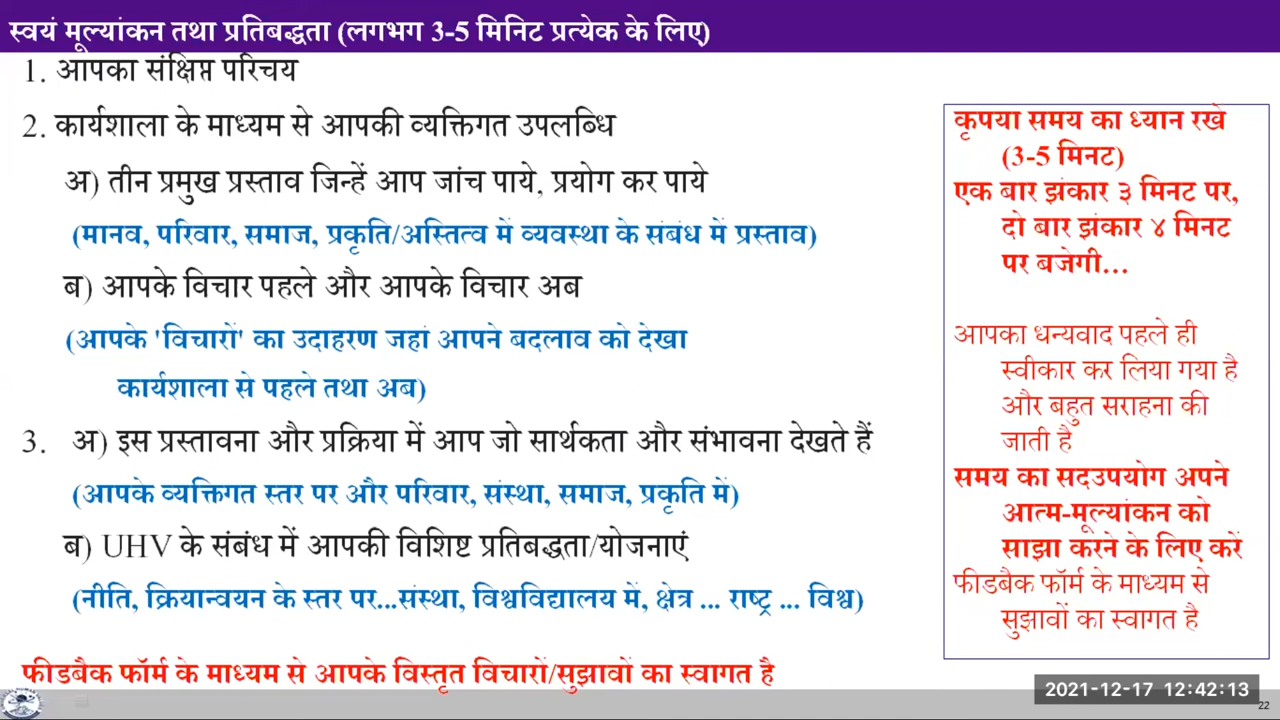 स्वयं मूल्यांकन तथा प्रतिबद्धता (लगभग 3-5 मिनिट प्रत्येक के लिए)
1. आपका संक्षिप्त परिचय
2. कार्यशाला के माध्यम से आपकी व्यक्तिगत उपलब्धि
अ) तीन प्रमुख प्रस्ताव जिन्हें आप जांच पाये, प्रयोग कर पाये
(मानव, परिवार, समाज, प्रकृति/अस्तित्व में व्यवस्था के संबंध में प्रस्ताव)
ब) आपके विचार पहले और आपके विचार अब
(आपके 'विचारों' का उदाहरण जहां आपने बदलाव को देखा
कार्यशाला से पहले तथा अब)
3. अ) इस प्रस्तावना और प्रक्रिया में आप जो सार्थकता और संभावना देखते हैं
(आपके व्यक्तिगत स्तर पर और परिवार, संस्था, समाज, प्रकृति में)
ब) UHV के संबंध में आपकी विशिष्ट प्रतिबद्धता/योजनाएं
(नीति, क्रियान्वयन के स्तर पर...संस्था, विश्वविद्यालय में, क्षेत्र ... राष्ट्र ... विश्व)
फीडबैक फॉर्म के माध्यम से आपके विस्तृत विचारों/सुझावों का स्वागत है
कृपया समय का ध्यान रखे
(3-5 मिनट)
एक बार झंकार ३ मिनट पर,
दो बार झंकार ४ मिनट
पर बजेगी...
आपका धन्यवाद पहले ही
स्वीकार कर लिया गया है
और बहुत सराहना की
जाती है
समय का सदउपयोग अपने
आत्म-मूल्यांकन को
साझा करने के लिए करें
फीडबैक फॉर्म के माध्यम से
सुझावों का स्वागत है
2021-12-17 12:42:13
22